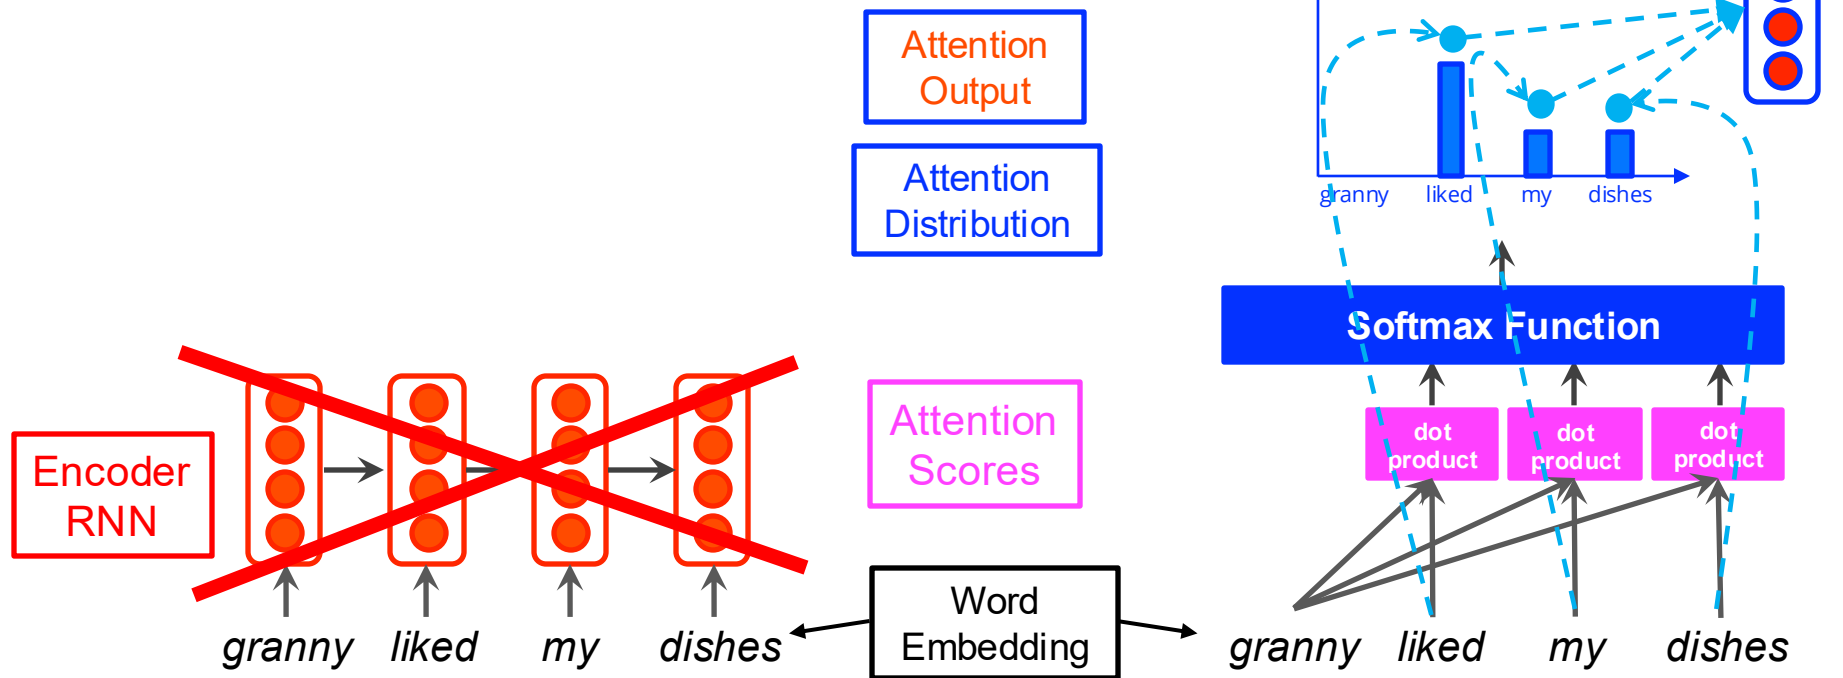 Attention
Output
Attention
Distribution
granny liked my dishes
Softmax Function
Encoder
RNN
Attention
Scores
dot
product
dot
product
dot
product
Word
Embedding
granny liked my dishes
granny liked my dishes